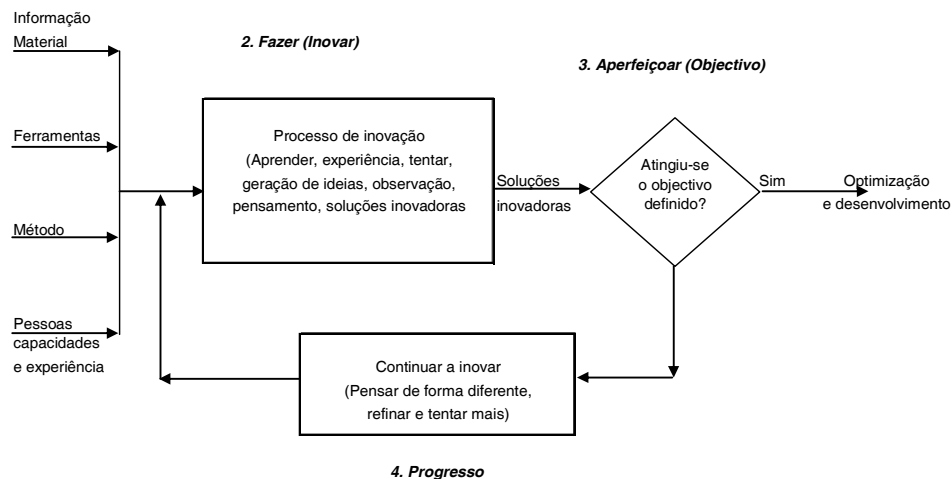 Informação
Material
2. Fazer (Inovar)
3. Aperfeiçoar (Objectivo)
Ferramentas
Processo de inovação
(Aprender, experiência, tentar,
geração de ideias, observação,
pensamento, soluções inovadoras
Soluções
inovadoras
Atingiu-se
o objectivo
definido?
Sim
Optimização
e desenvolvimento
Método
Pessoas
capacidades
e experiência
Continuar a inovar
(Pensar de forma diferente,
refinar e tentar mais)
4. Progresso